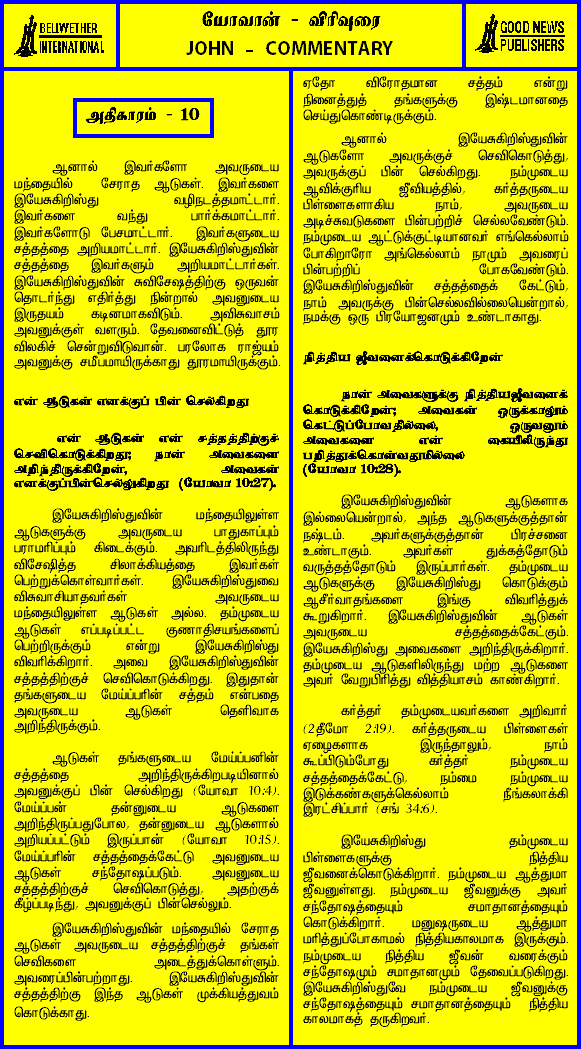 BELWETHER
INTERNATIONAL
யோவான் - விரிவுரை
JOHN - COMMENTARY
GOOD NEWS
PUBLISHERS
அதிகாரம் - 10
ஆனால் இவர்களோ அவருடைய
மந்தையில் சேராத ஆடுகள். இவர்களை
இயேசுகிறிஸ்து வழிநடத்தமாட்டார்.
இவர்களை வந்து பார்க்கமாட்டார்.
இவர்களோடு பேசமாட்டார். இவர்களுடைய
சத்தத்தை அறியமாட்டார். இயேசுகிறிஸ்துவின்
சத்தத்தை இவர்களும் அறியமாட்டார்கள்.
இயேசுகிறிஸ்துவின் சுவிசேஷத்திற்கு ஒருவன்
தொடர்ந்து எதிர்த்து நின்றால் அவனுடைய
இருதயம் கடினமாகவிடும். அவிசுவாசம்
அவனுக்குள் வளரும். தேவனைவிட்டுத் தூர
விலகிச் சென்றுவிடுவான். பரலோக ராஜ்யம்
அவனுக்கு சமீபமாயிருக்காது தூரமாயிருக்கும்.
என் ஆடுகள் எனக்குப் பின் செல்கிறது
என் ஆடுகள் என் சத்தத்திற்குச்
செவிகொடுக்கிறது; நான் அவைகளை
அறிந்திருக்கிறேன், அவைகள்
எனக்குப்பின்செல்லுகிறது (யோவா 10:27).
இயேசுகிறிஸ்துவின் மந்தையிலுள்ள
ஆடுகளுக்கு அவருடைய பாதுகாப்பும்
பராமரிப்பும் கிடைக்கும். அவரிடத்திலிருந்து
விசேஷித்த சிலாக்கியத்தை இவர்கள்
பெற்றுக்கொள்வார்கள். இயேசுகிறிஸ்துவை
விசுவாசியாதவர்கள் அவருடைய
மந்தையிலுள்ள ஆடுகள் அல்ல. தம்முடைய
ஆடுகள் எப்படிப்பட்ட குணாதிசயங்களைப்
பெற்றிருக்கும் என்று இயேசுகிறிஸ்து
விவரிக்கிறார். அவை இயேசுகிறிஸ்துவின்
சத்தத்திற்குச் செவிகொடுக்கிறது. இதுதான்
தங்களுடைய மேய்ப்பரின் சத்தம் என்பதை
அவருடைய ஆடுகள் தெளிவாக
அறிந்திருக்கும்.
ஆடுகள் தங்களுடைய மேய்ப்பனின்
சத்தத்தை அறிந்திருக்கிறபடியினால்
அவனுக்குப் பின் செல்கிறது (யோவா 10:4).
மேய்ப்பன் தன்னுடைய ஆடுகளை
அறிந்திருப்பதுபோல, தன்னுடைய ஆடுகளால்
அறியப்பட்டும் இருப்பான் (யோவா 10:15).
மேய்ப்பரின் சத்தத்தைக்கேட்டு அவனுடைய
ஆடுகள் சந்தோஷப்படும். அவனுடைய
சத்தத்திற்குச் செவிகொடுத்து, அதற்குக்
கீழ்ப்படிந்து, அவனுக்குப் பின்செல்லும்.
இயேசுகிறிஸ்துவின் மந்தையில் சேராத
ஆடுகள் அவருடைய சத்தத்திற்குச் தங்கள்
செவிகளை அடைத்துக்கொள்ளும்.
அவரைப்பின்பற்றாது. இயேசுகிறிஸ்துவின்
சத்தத்திற்கு இந்த ஆடுகள் முக்கியத்துவம்
கொடுக்காது.
ஏதோ விரோதமான சத்தம் என்று
நினைத்துத் தங்களுக்கு இஷ்டமானதை
செய்துகொண்டிருக்கும்.
ஆனால் இயேசுகிறிஸ்துவின்
ஆடுகளோ அவருக்குச் செவிகொடுத்து,
அவருக்குப் பின் செல்கிறது. நம்முடைய
ஆவிக்குரிய ஜீவியத்தில், கர்த்தருடைய
பிள்ளைகளாகிய நாம், அவருடைய
அடிச்சுவடுகளை பின்பற்றிச் செல்லவேண்டும்.
நம்முடைய ஆட்டுக்குட்டியானவர் எங்கெல்லாம்
போகிறாரோ அங்கெல்லாம் நாமும் அவரைப்
பின்பற்றிப் போகவேண்டும்.
இயேசுகிறிஸ்துவின் சத்தத்தைக் கேட்டும்,
நாம் அவருக்கு பின்செல்லவில்லையென்றால்,
நமக்கு ஒரு பிரயோஜனமும் உண்டாகாது.
நித்திய ஜீவனைக்கொடுக்கிறேன்
நான் அவைகளுக்கு நித்தியஜீவனைக்
கொடுக்கிறேன்; அவைகள் ஒருக்காலும்
கெட்டுப்போவதில்லை, ஒருவனும்
அவைகளை என் கையிலிருந்து
பறித்துக்கொள்வதுமில்லை
(யோவா 10:28).
இயேசுகிறிஸ்துவின் ஆடுகளாக
இல்லையென்றால், அந்த ஆடுகளுக்குத்தான்
நஷ்டம். அவர்களுக்குத்தான் பிரச்சனை
உண்டாகும். அவர்கள் துக்கத்தோடும்
வருத்தத்தோடும் இருப்பார்கள். தம்முடைய
ஆடுகளுக்கு இயேசுகிறிஸ்து கொடுக்கும்
ஆசீர்வாதங்களை இங்கு விவரித்துக்
கூறுகிறார். இயேசுகிறிஸ்துவின் ஆடுகள்
அவருடைய சத்தத்தைக்கேட்கும்.
இயேசுகிறிஸ்து அவைகளை அறிந்திருக்கிறார்.
தம்முடைய ஆடுகளிலிருந்து மற்ற ஆடுகளை
அவர் வேறுபிரித்து வித்தியாசம் காண்கிறார்.
கர்த்தர் தம்முடையவர்களை அறிவார்
(2தீமோ 2:19). கர்த்தருடைய பிள்ளைகள்
ஏழைகளாக இருந்தாலும், நாம்
கூப்பிடும்போது கர்த்தர் நம்முடைய
சத்தத்தைக்கேட்டு, நம்மை நம்முடைய
இடுக்கண்களுக்கெல்லாம் நீங்கலாக்கி
இரட்சிப்பார் (சங் 34:6).
இயேசுகிறிஸ்து தம்முடைய
பிள்ளைகளுக்கு நித்திய
ஜீவனைக்கொடுக்கிறார். நம்முடைய ஆத்துமா
ஜீவனுள்ளது. நம்முடைய ஜீவனுக்கு அவர்
சந்தோஷத்தையும் சமாதானத்தையும்
கொடுக்கிறார். மனுஷருடைய ஆத்துமா
மரித்துப்போகாமல் நித்தியகாலமாக இருக்கும்.
நம்முடைய நித்திய ஜீவன் வரைக்கும்
சந்தோஷமும் சமாதானமும் தேவைப்படுகிறது.
இயேசுகிறிஸ்துவே நம்முடைய ஜீவனுக்கு
சந்தோஷத்தையும் சமாதானத்தையும் நித்திய
காலமாகத் தருகிறவர்.